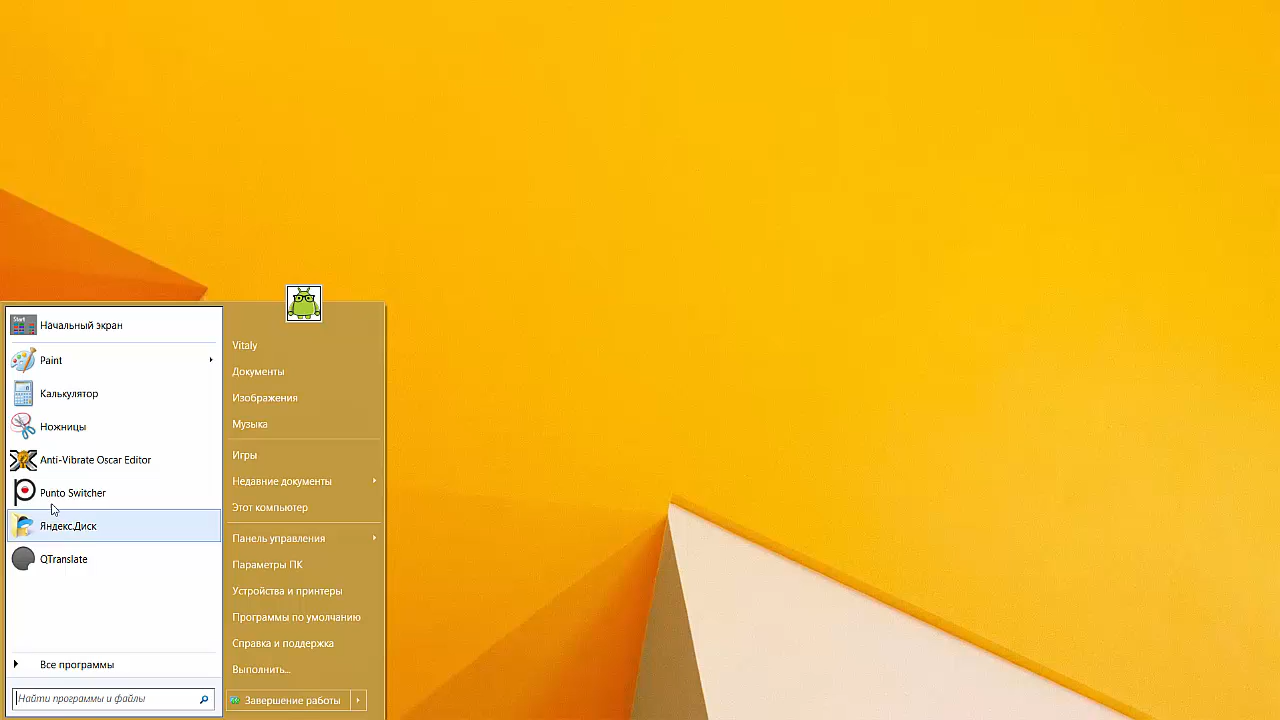 Start
Начальный экран
Paint
Калькулятор
Ножницы
Anti-Vibrate Oscar Editor
Punto Switcher
Яндекс.Диск
QTranslate
Все программы
Найти программы и файлы
Vitaly
Документы
Изображения
Музыка
Игры
Недавние документы
Этот компьютер
Панель управления
Параметры ПК
Устройства и принтеры
Программы по умолчанию
Справка и поддержка
Выполнить...
Завершение работы